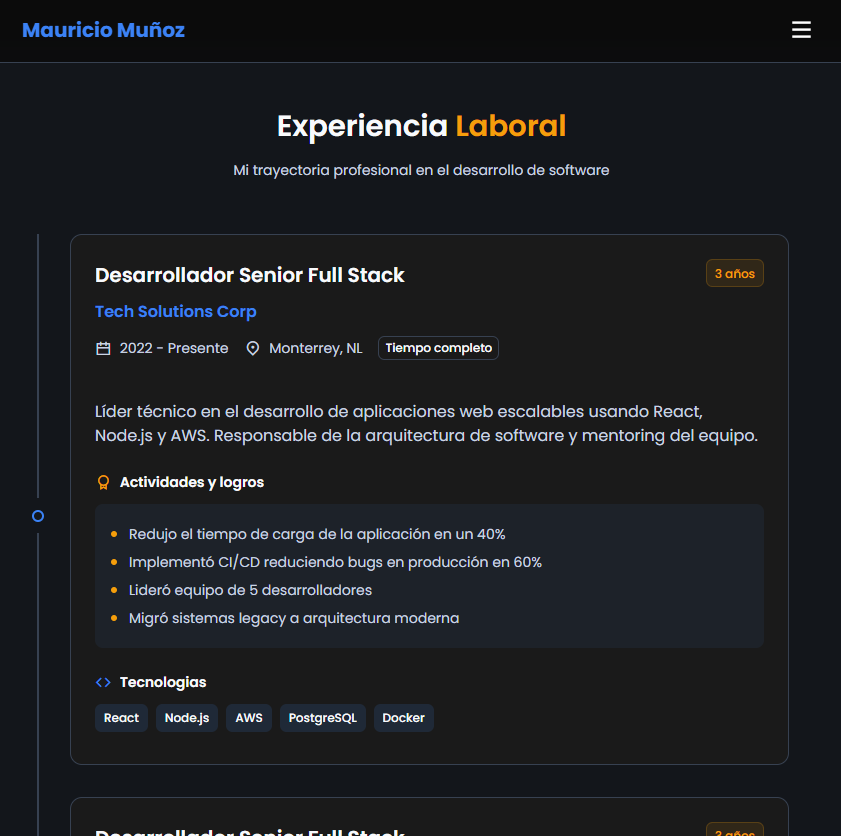 Mauricio Muñoz
Experiencia Laboral
Mi trayectoria profesional en el desarrollo de software
Desarrollador Senior Full Stack
3 años
Tech Solutions Corp
2022 - Presente
Monterrey, NL
Tiempo completo
Líder técnico en el desarrollo de aplicaciones web escalables usando React,
Node.js y AWS. Responsable de la arquitectura de software y mentoring del equipo.
Actividades y logros
Redujo el tiempo de carga de la aplicación en un 40%
Implementó CI/CD reduciendo bugs en producción en 60%
Lideró equipo de 5 desarrolladores
Migró sistemas legacy a arquitectura moderna
Tecnologias
React
Node.js
AWS
PostgreSQL
Docker
Desarrollador Senior Full Stack
3 años